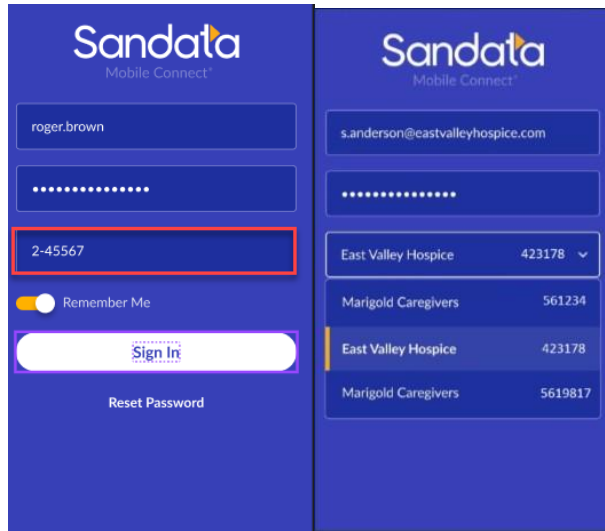 Sandata
Mobile Connect®
roger.brown
•••••••••••••••
2-45567
Remember Me
Sign In
Reset Password
Sandata
Mobile Connect®
s.anderson@eastvalleyhospice.com
•••••••••••••••
East Valley Hospice 423178
Marigold Caregivers 561234
East Valley Hospice 423178
Marigold Caregivers 5619817